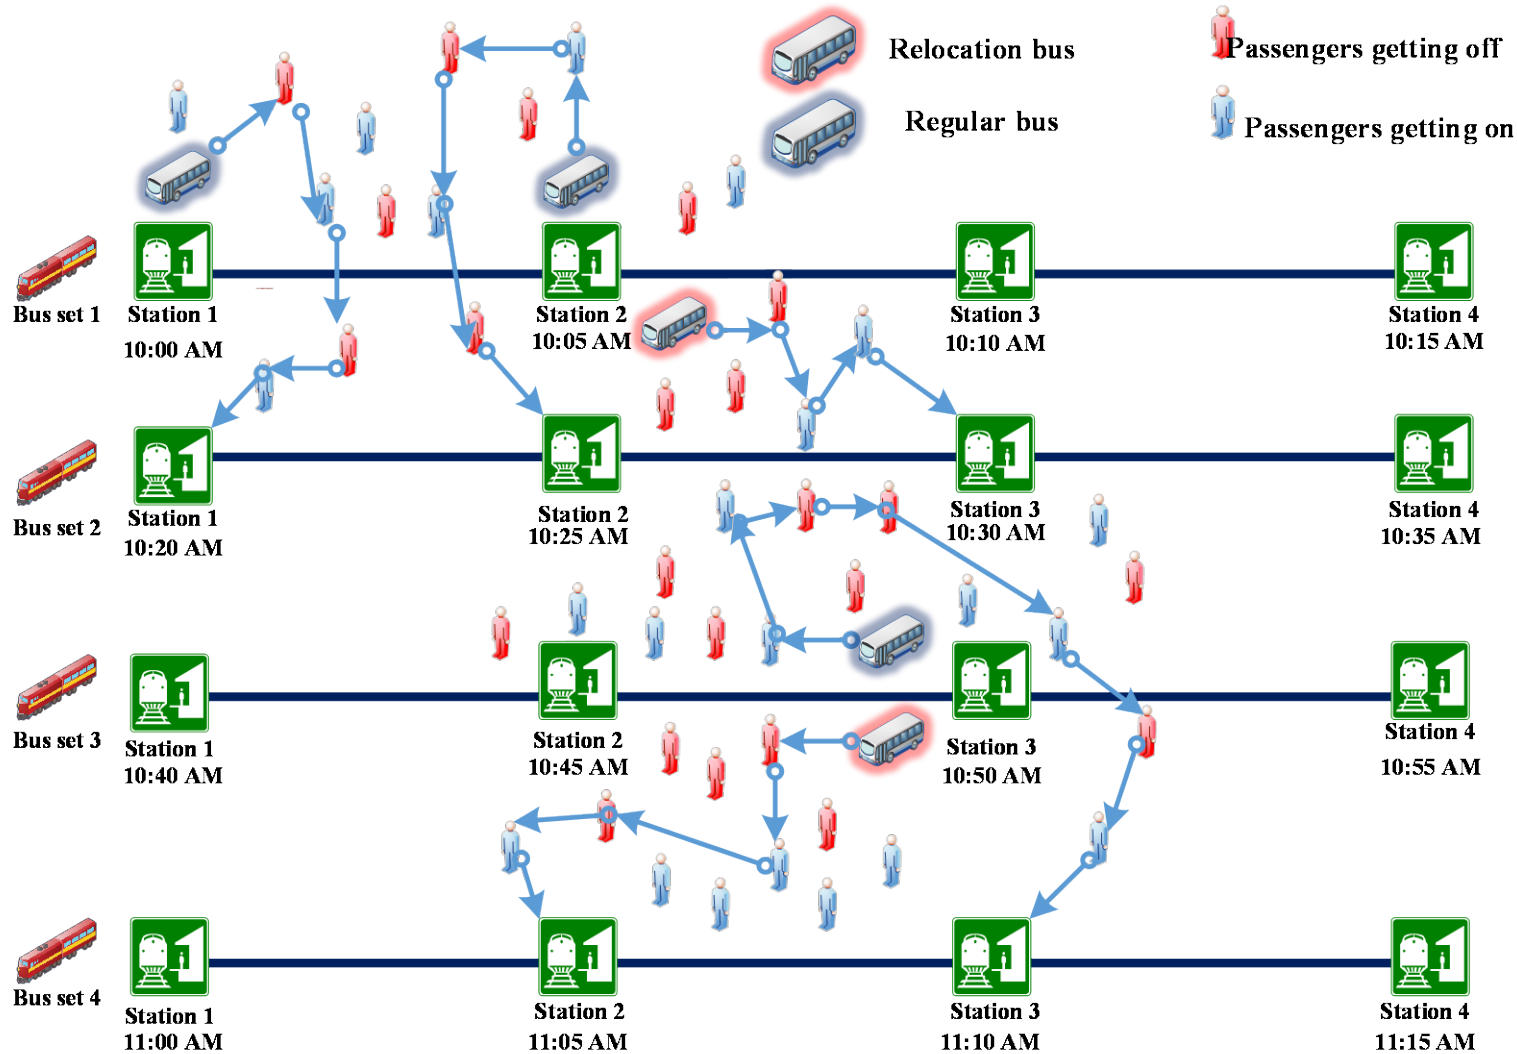 Relocation bus
Passengers getting off
Regular bus
Passengers getting on
Bus set 1
Station 1
10:00 AM
Station 2
10:05 AM
Station 3
10:10 AM
Station 4
10:15 AM
Bus set 2
Station 1
10:20 AM
Station 2
10:25 AM
Station 3
10:30 AM
Station 4
10:35 AM
Bus set 3
Station 1
10:40 AM
Station 2
10:45 AM
Station 3
10:50 AM
Station 4
10:55 AM
Bus set 4
Station 1
11:00 AM
Station 2
11:05 AM
Station 3
11:10 AM
Station 4
11:15 AM